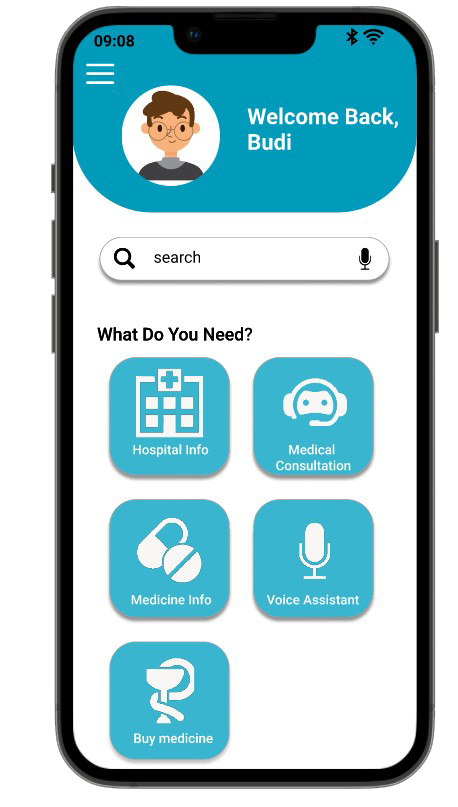 09:08
Welcome Back,
Budi
search
What Do You Need?
Hospital Info
Medical
Consultation
Medicine Info
Voice Assistant
Buy medicine